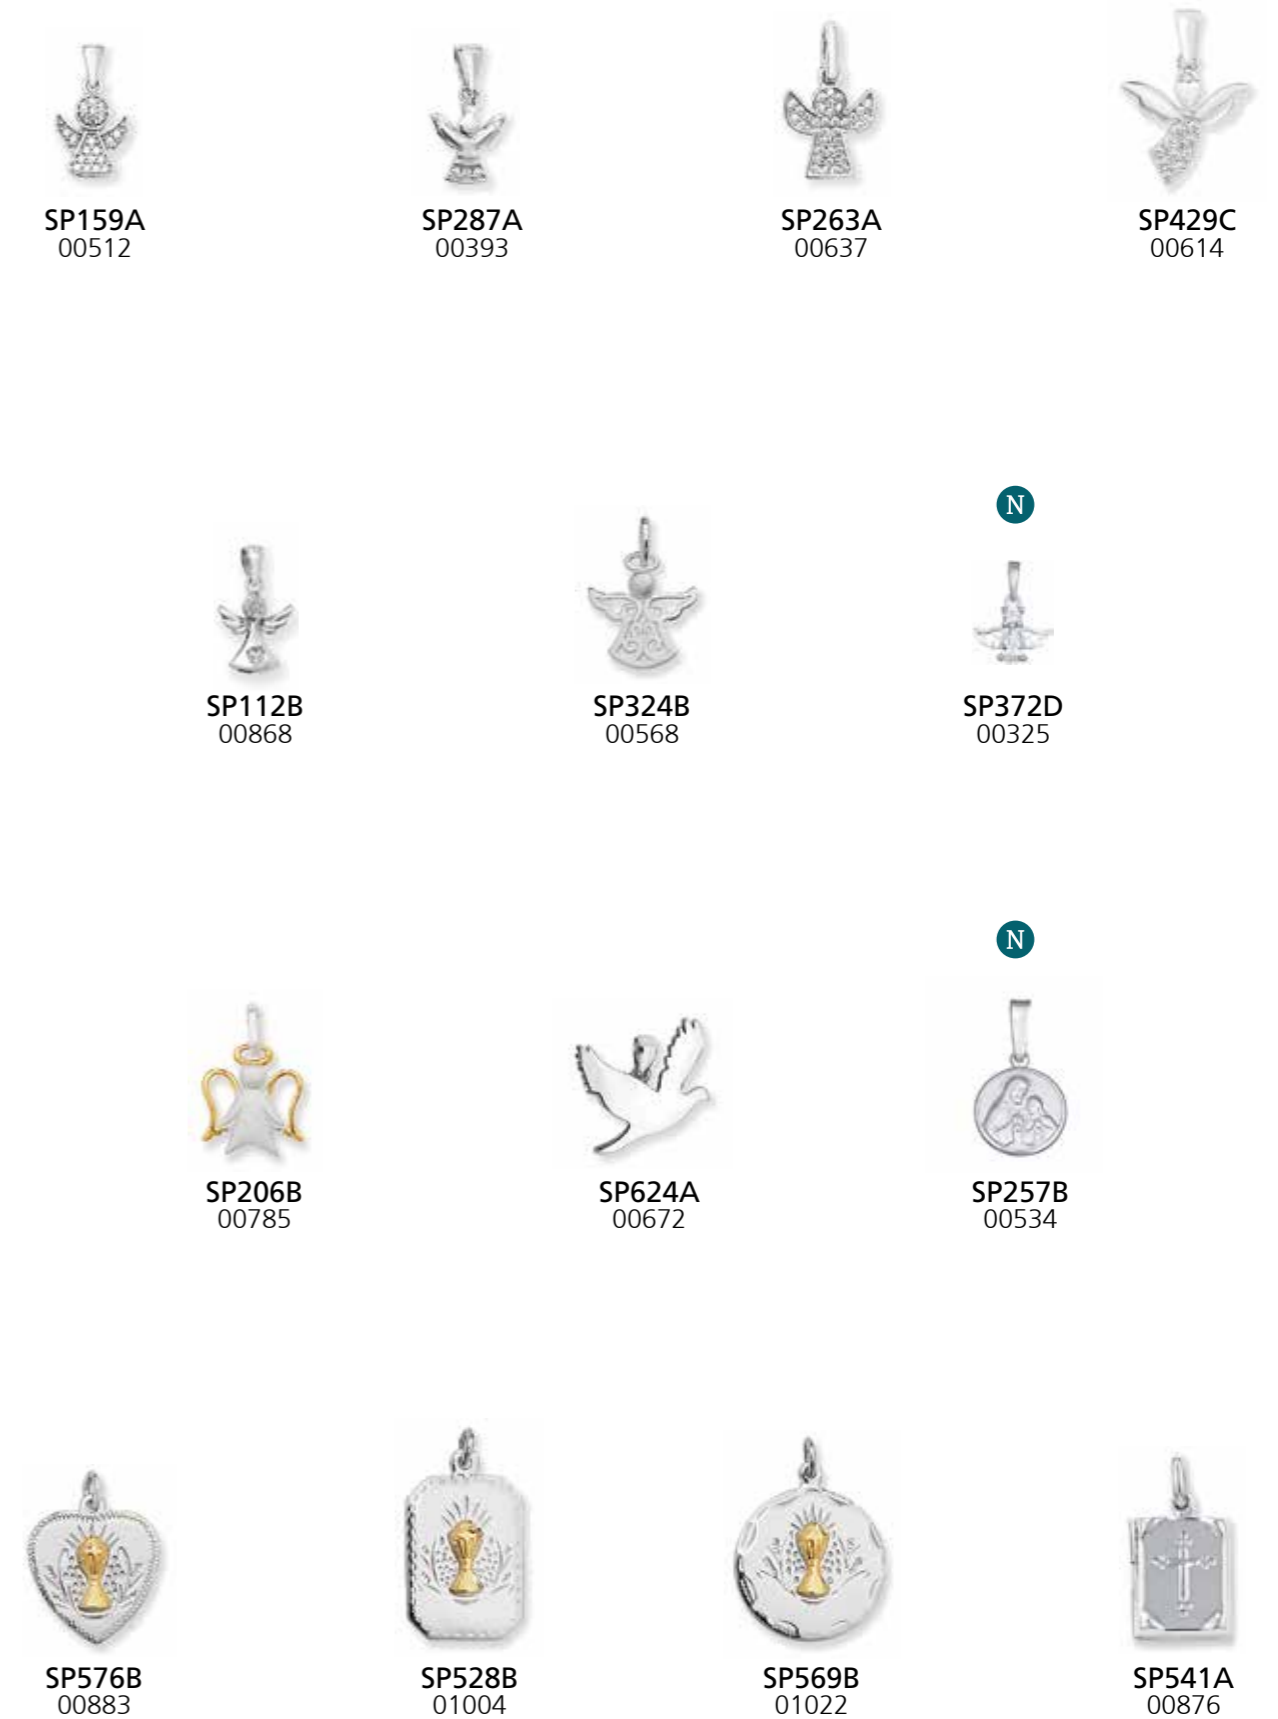 SP159A
00512
SP287A
00393
SP263A
00637
SP429C
00614
SP112B
00868
SP324B
00568
N
SP372D
00325
SP206B
00785
SP624A
00672
N
SP257B
00534
SP576B
00883
SP528B
01004
SP569B
01022
SP541A
00876